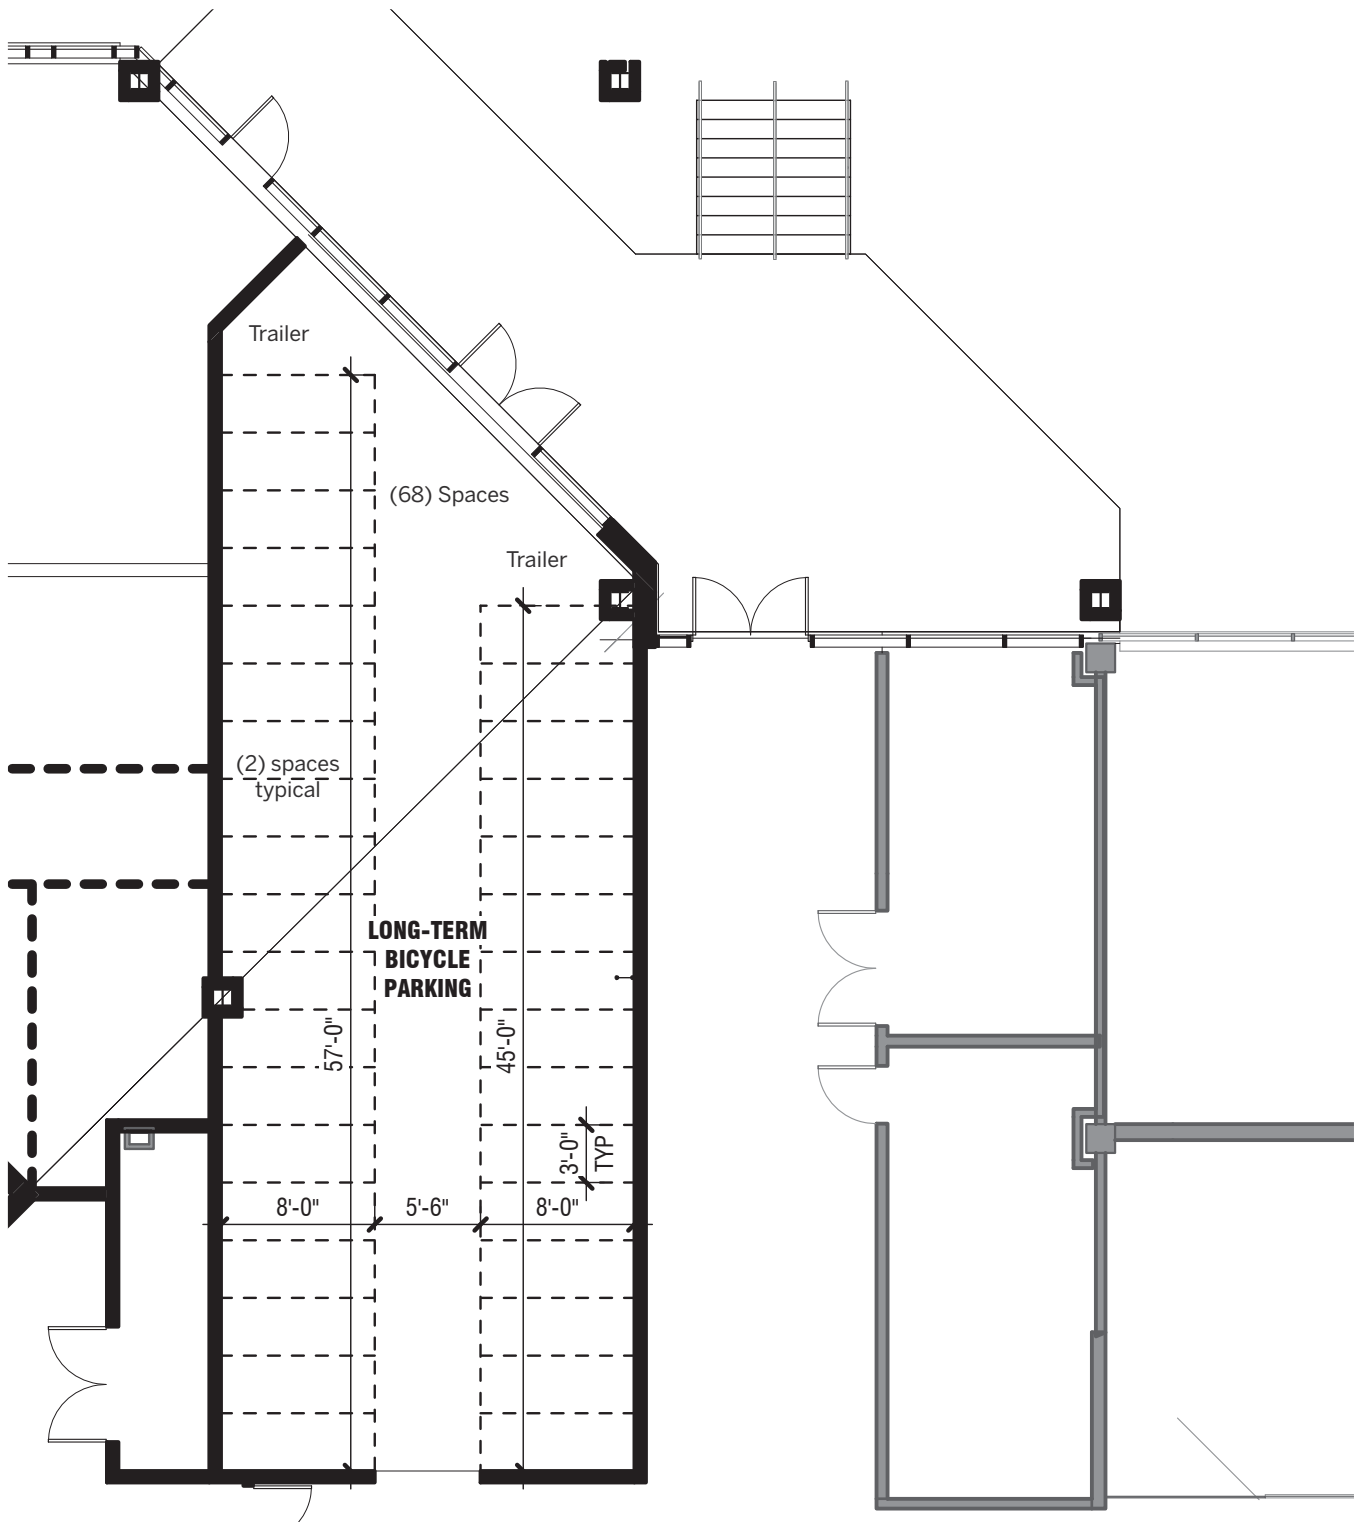 Trailer
(68) Spaces
Trailer
(2) spaces
typical
LONG-TERM
BICYCLE
PARKING
57'-0"
45'-0"
3'-0"
TYP
8'-0"
5'-6"
8'-0"